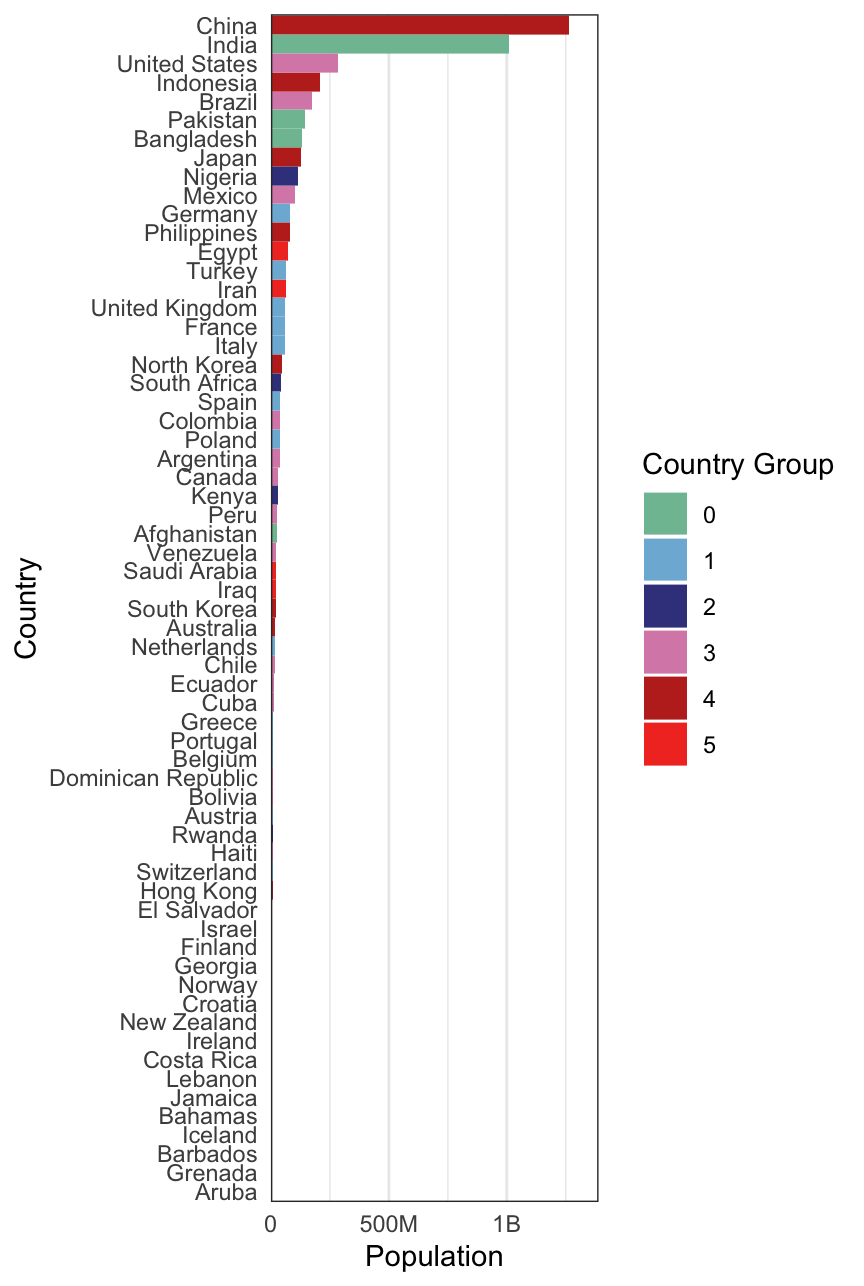 China
India
United States
Indonesia
Brazil
Pakistan
Bangladesh
Japan
Nigeria
Mexico
Germany
Philippines
Egypt
Turkey
Iran
United Kingdom
France
Italy
North Korea
South Africa
Spain
Colombia
Poland
Argentina
Canada
Kenya
Peru
Afghanistan
Venezuela
Saudi Arabia
Iraq
South Korea
Australia
Netherlands
Chile
Ecuador
Cuba
Greece
Portugal
Belgium
Dominican Republic
Bolivia
Austria
Rwanda
Haiti
Switzerland
Hong Kong
El Salvador
Israel
Finland
Georgia
Norway
Croatia
New Zealand
Ireland
Costa Rica
Lebanon
Jamaica
Bahamas
Iceland
Barbados
Grenada
Aruba
Country
0 500M 1B
Population
Country Group
0
1
2
3
4
5